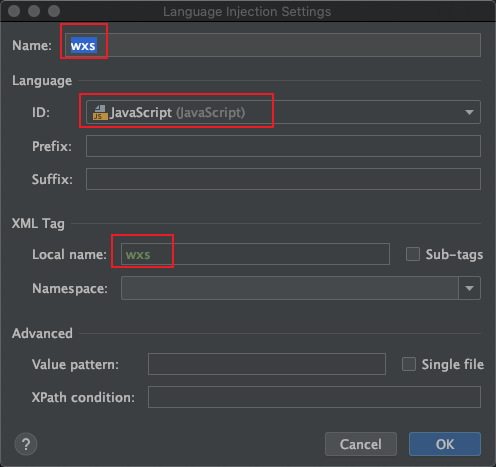 Language Injection Settings
Name: wxs
Language
ID: JS JavaScript (JavaScript)
Prefix:
Suffix:
XML Tag
Local name: wxs Sub-tags
Namespace:
Advanced
Value pattern: Single file
XPath condition:
? Cancel OK